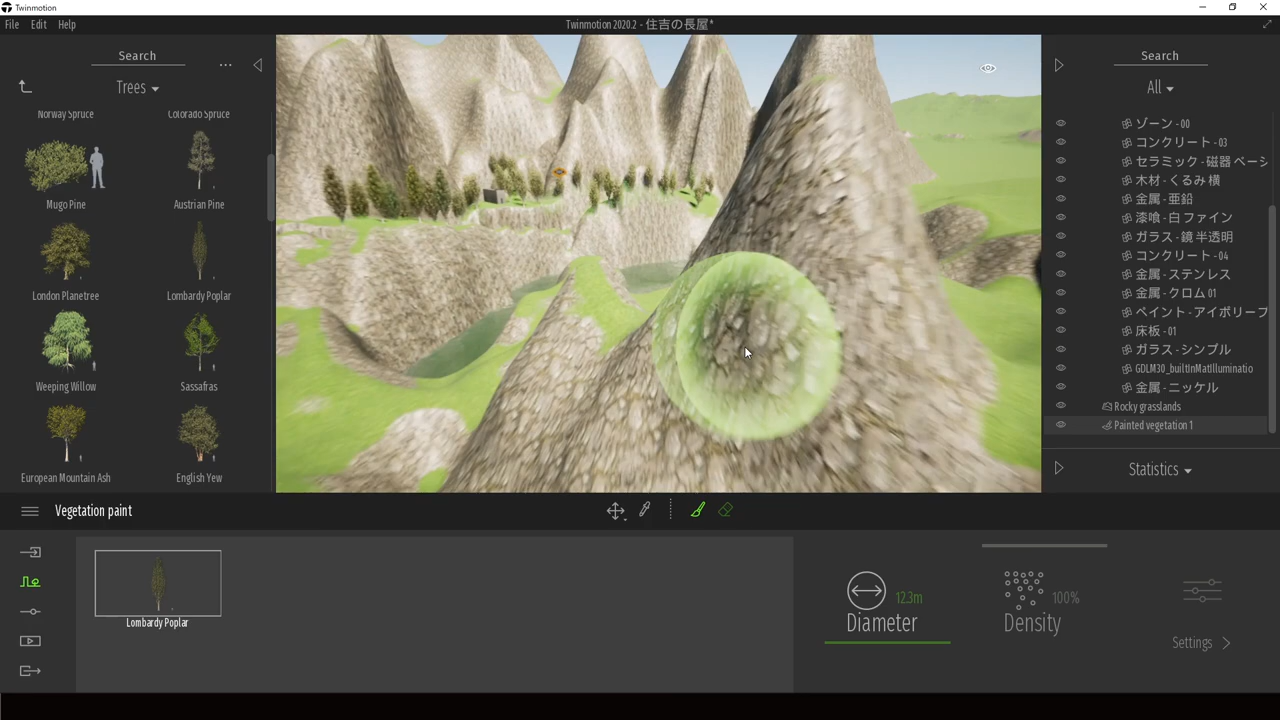 Twinmotion
File Edit Help
Twinmotion 2020.2 - 住吉の長屋*
Search
Trees
Norway Spruce
Colorado Spruce
Mugo Pine
Austrian Pine
London Planetree
Lombardy Poplar
Weeping Willow
Sassafras
European Mountain Ash
English Yew
Search
All
ゾーン - 00
コンクリート - 03
セラミック - 磁器 ベーシ
木材 - くるみ 横
金属 - 亜鉛
漆喰 - 白 ファイン
ガラス - 鏡 半透明
コンクリート - 04
金属 - ステンレス
金属 - クロム 01
ペイント - アイボリーブ
床板 - 01
ガラス - シンプル
GDLM30_builtInMatIlluminatio
金属 - ニッケル
Rocky grasslands
Painted vegetation 1
Statistics
Vegetation paint
Lombardy Poplar
12.3m
Diameter
100%
Density
Settings